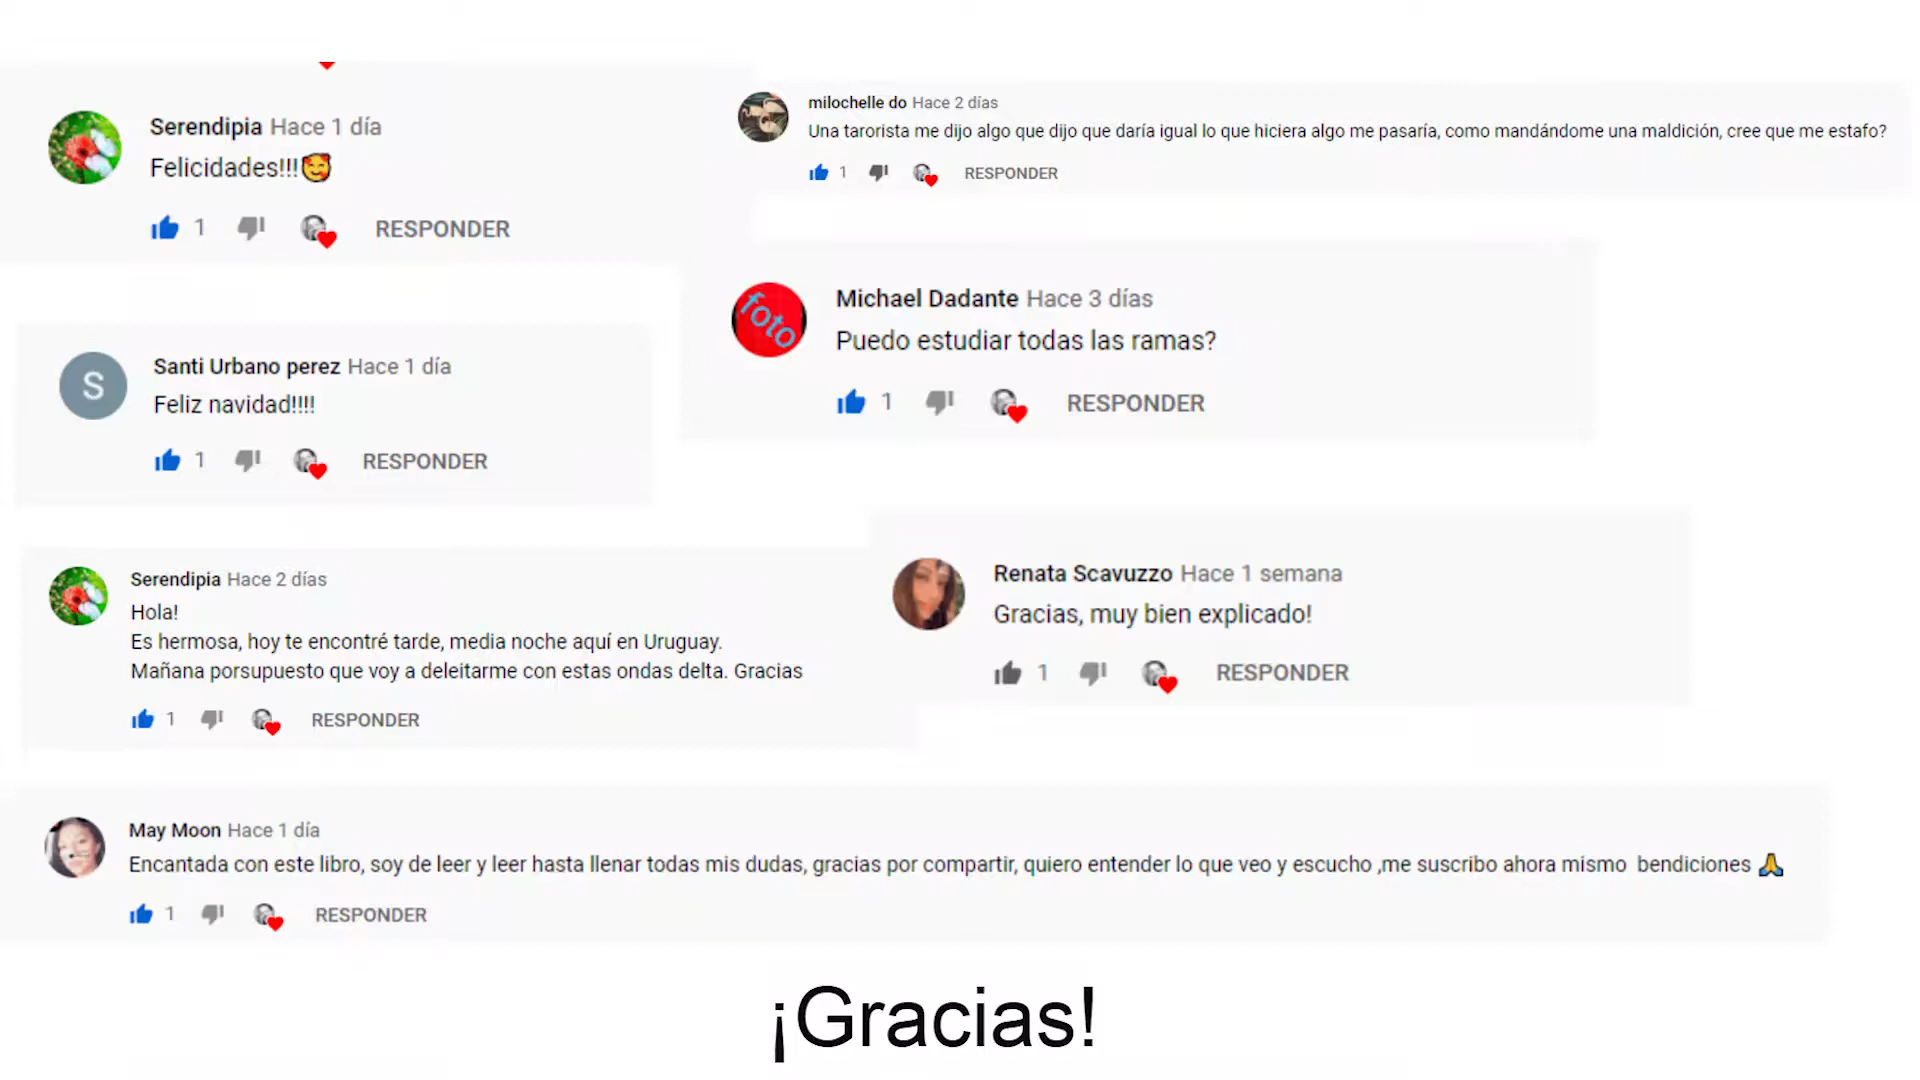 Serendipia Hace 1 día
Felicidades!!!🥰
1 RESPONDER
milochelle do Hace 2 días
Una tarorista me dijo algo que dijo que daría igual lo que hiciera algo me pasaría, como mandándome una maldición, cree que me estafo?
1 RESPONDER
Michael Dadante Hace 3 días
foto
Puedo estudiar todas las ramas?
1 RESPONDER
S
Santi Urbano perez Hace 1 día
Feliz navidad!!!!
1 RESPONDER
Serendipia Hace 2 días
Hola!
Es hermosa, hoy te encontré tarde, media noche aquí en Uruguay.
Mañana porsupuesto que voy a deleitarme con estas ondas delta. Gracias
1 RESPONDER
Renata Scavuzzo Hace 1 semana
Gracias, muy bien explicado!
1 RESPONDER
May Moon Hace 1 día
Encantada con este libro, soy de leer y leer hasta llenar todas mis dudas, gracias por compartir, quiero entender lo que veo y escucho ,me suscribo ahora mismo  bendiciones 🙏
1 RESPONDER
¡Gracias!